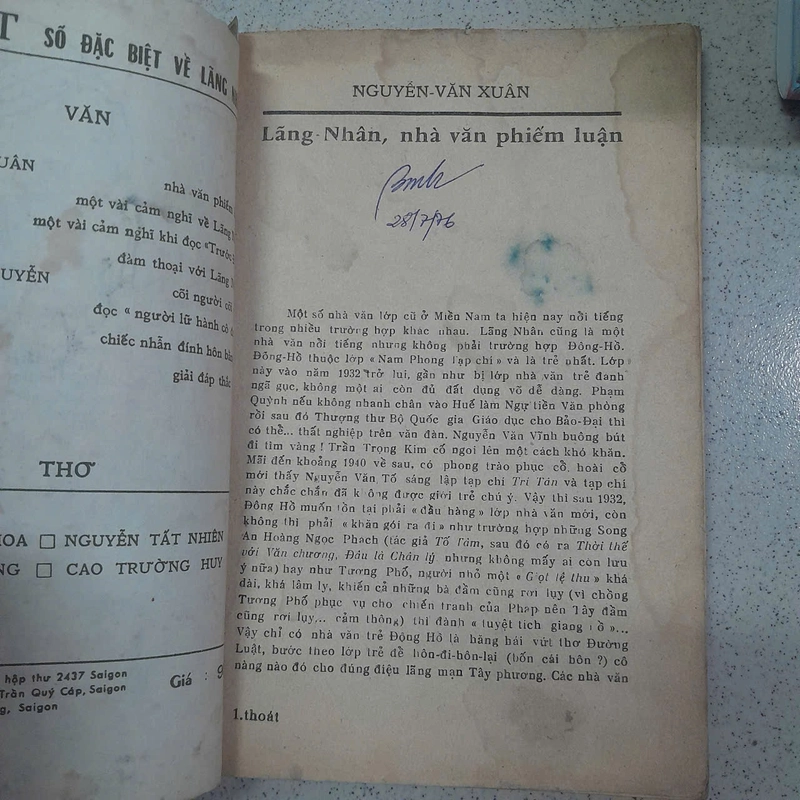 T SỐ ĐẶC BIỆT VỀ LÃNG
VĂN
UÂN
nhà văn phiếm
một vài cảm nghĩ về Lãng
một vài cảm nghĩ khi đọc «Trước
đàm thoại với Lãng
UYỄN
cõi người
đọc « người lữ hành cô
chiếc nhẫn đính hôn
giải đáp thắc
THƠ
HOA □ NGUYỄN TẤT NHIÊN
NG □ CAO TRƯỜNG HUY
hộp thư 2437 Saigon
Trần Quý Cáp, Saigon
g, Saigon
Giá : 9
NGUYỄN-VĂN XUÂN
Lãng-Nhân, nhà văn phiếm luận
28/7/76
Một số nhà văn lớp cũ ở Miền Nam ta hiện nay nổi tiếng
trong nhiều trường hợp khác nhau. Lãng Nhân cũng là một
nhà văn nổi tiếng nhưng không phải trường hợp Đông-Hồ.
Đông-Hồ thuộc lớp « Nam Phong tạp chí » và là trẻ nhất. Lớp
này vào năm 1932 trở lui, gần như bị lớp nhà văn trẻ đánh
ngã gục, không một ai còn đủ đất dụng võ dễ dàng. Phạm
Quỳnh nếu không nhanh chân vào Huế làm Ngự tiền Văn phòng
rồi sau đó Thượng thư Bộ Quốc gia Giáo dục cho Bảo-Đại thì
có thể... thất nghiệp trên văn đàn. Nguyễn Văn Vĩnh buông bút
đi tìm vàng ! Trần Trọng Kim cố ngoi lên một cách khó khăn.
Mãi đến khoảng 1940 về sau, có phong trào phục cổ, hoài cổ
mới thấy Nguyễn Văn Tố sáng lập tạp chí Tri Tân và tạp chí
này chắc chắn đã không được giới trẻ chú ý. Vậy thì sau 1932,
Đông Hồ muốn tồn tại phải « đầu hàng » lớp nhà văn mới, còn
không thì phải « khăn gói ra đi » như trường hợp những Song
An Hoàng Ngọc Phách (tác giả Tố Tâm, sau đó có ra Thời thế
với Văn chương, Đâu là Chân lý nhưng không mấy ai còn lưu
ý nữa) hay như Tương Phố, người nhỏ một « Giọt lệ thu » khá
dài, khá lâm ly, khiến cả những bà đầm cũng rơi lụy (vì chồng
Tương Phố phục vụ cho chiến tranh của Pháp nên Tây đầm
cũng rơi lụy... cảm thông) thì đành « tuyệt tích giang hồ »...
Vậy chỉ có nhà văn trẻ Động Hồ là hăng hái vứt thơ Đường
Luật, bước theo lớp trẻ để hôn-đi-hôn-lại (bốn cái hôn ?) cô
nàng nào đó cho đúng điệu lãng mạn Tây phương. Các nhà văn
1.thoát